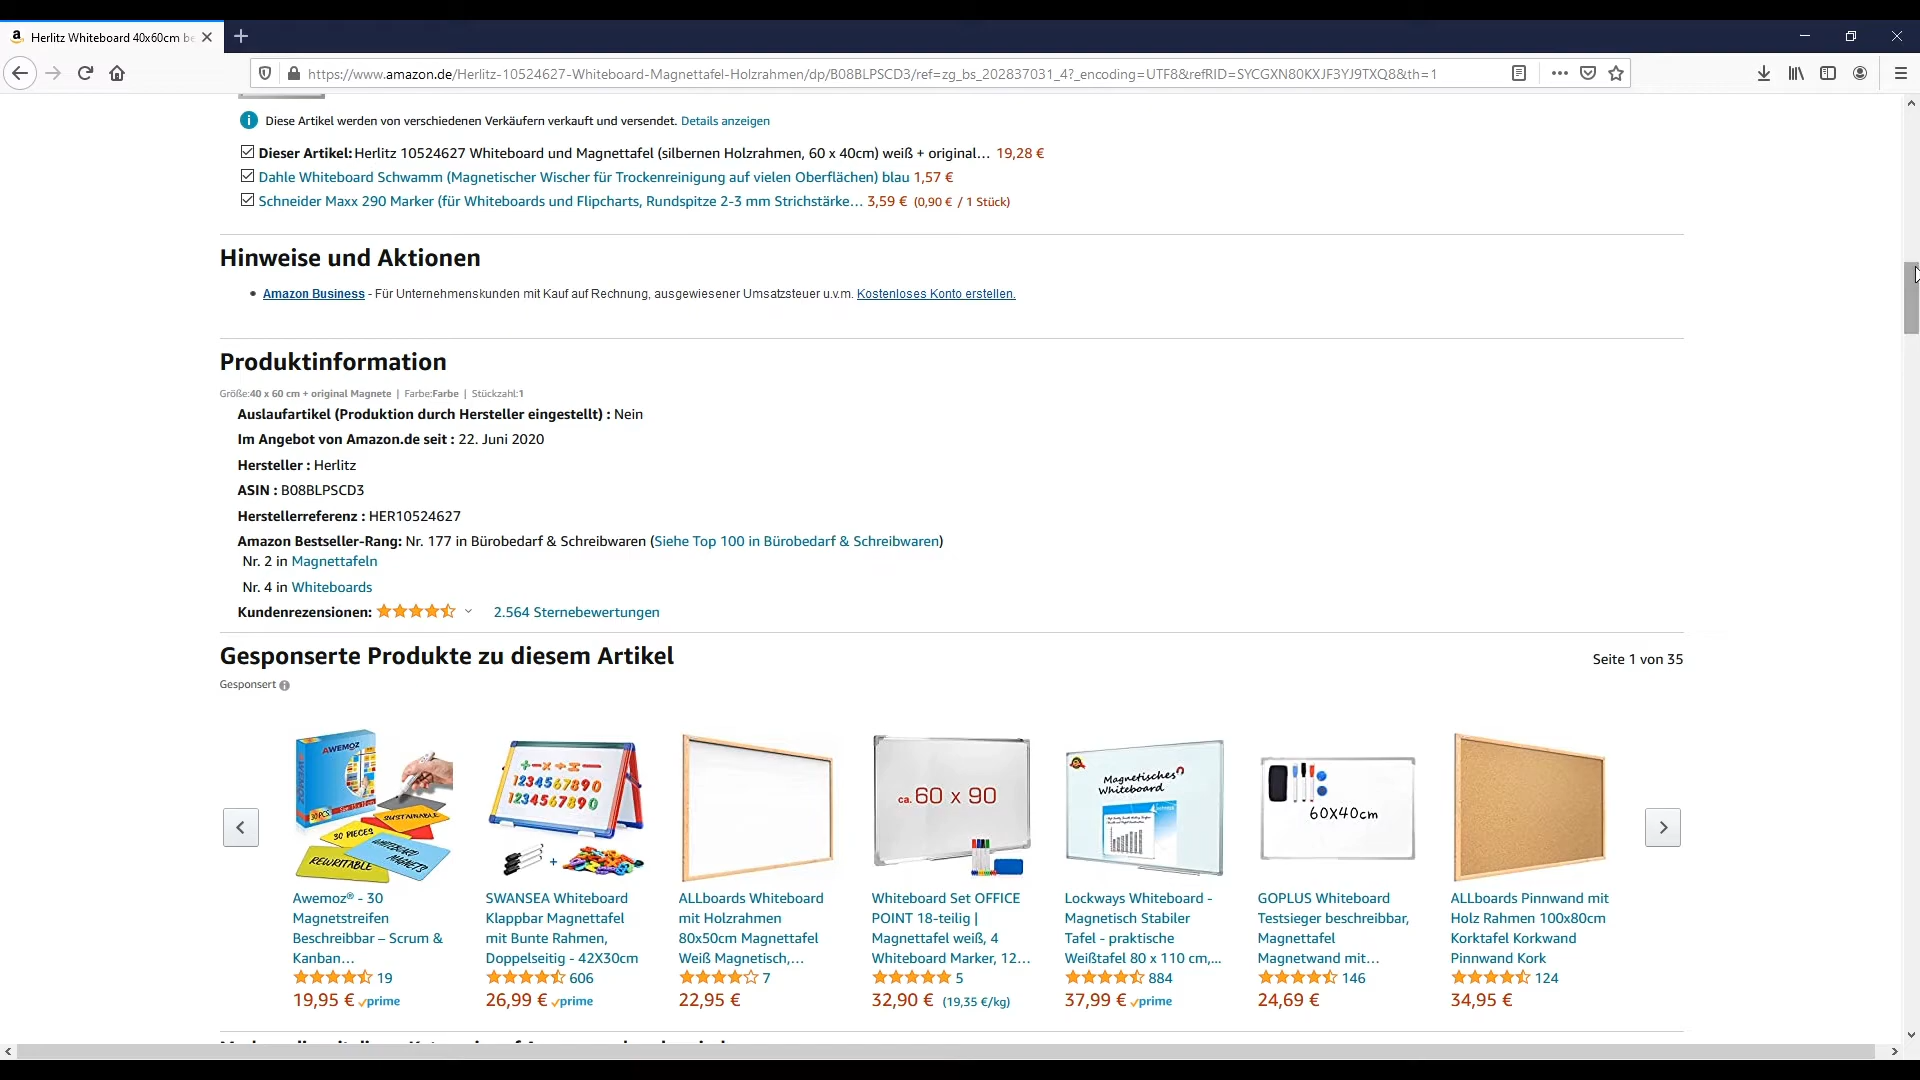 Herlitz Whiteboard 40x60cm be
https://www.amazon.de/Herlitz-10524627-Whiteboard-Magnettafel-Holzrahmen/dp/B08BLPSCD3/ref=zg_bs_202837031_4?_encoding=UTF8&refRID=SYCGXN80KXJF3YJ9TXQ8&th=1
Diese Artikel werden von verschiedenen Verkäufern verkauft und versendet. Details anzeigen
Dieser Artikel: Herlitz 10524627 Whiteboard und Magnettafel (silbernen Holzrahmen, 60 x 40cm) weiß + original… 19,28 €
Dahle Whiteboard Schwamm (Magnetischer Wischer für Trockenreinigung auf vielen Oberflächen) blau 1,57 €
Schneider Maxx 290 Marker (für Whiteboards und Flipcharts, Rundspitze 2-3 mm Strichstärke… 3,59 € (0,90 € / 1 Stück)
Hinweise und Aktionen
• Amazon Business - Für Unternehmenskunden mit Kauf auf Rechnung, ausgewiesener Umsatzsteuer u.v.m. Kostenloses Konto erstellen.
Produktinformation
Größe:40 x 60 cm + original Magnete | Farbe:Farbe | Stückzahl:1
Auslaufartikel (Produktion durch Hersteller eingestellt) : Nein
Im Angebot von Amazon.de seit : 22. Juni 2020
Hersteller : Herlitz
ASIN : B08BLPSCD3
Herstellerreferenz : HER10524627
Amazon Bestseller-Rang: Nr. 177 in Bürobedarf & Schreibwaren (Siehe Top 100 in Bürobedarf & Schreibwaren)
Nr. 2 in Magnettafeln
Nr. 4 in Whiteboards
Kundenrezensionen: 2.564 Sternebewertungen
Gesponserte Produkte zu diesem Artikel
Seite 1 von 35
Gesponsert
AWEMOZ
30 PCS
SUSTAINABLE
30 PIECES
WHITEBOARD MAGNETS
REWRITABLE
1234567890
1234567890
ca. 60 x 90
Magnetisches
Whiteboard
60X40cm
Awemoz® - 30
Magnetstreifen
Beschreibbar – Scrum &
Kanban…
19
19,95 € prime
SWANSEA Whiteboard
Klappbar Magnettafel
mit Bunte Rahmen,
Doppelseitig - 42X30cm
606
26,99 € prime
ALLboards Whiteboard
mit Holzrahmen
80x50cm Magnettafel
Weiß Magnetisch,…
7
22,95 €
Whiteboard Set OFFICE
POINT 18-teilig |
Magnettafel weiß, 4
Whiteboard Marker, 12…
5
32,90 € (19,35 €/kg)
Lockways Whiteboard -
Magnetisch Stabiler
Tafel - praktische
Weißtafel 80 x 110 cm,…
884
37,99 € prime
GOPLUS Whiteboard
Testsieger beschreibbar,
Magnettafel
Magnetwand mit…
146
24,69 €
ALLboards Pinnwand mit
Holz Rahmen 100x80cm
Korktafel Korkwand
Pinnwand Kork
124
34,95 €